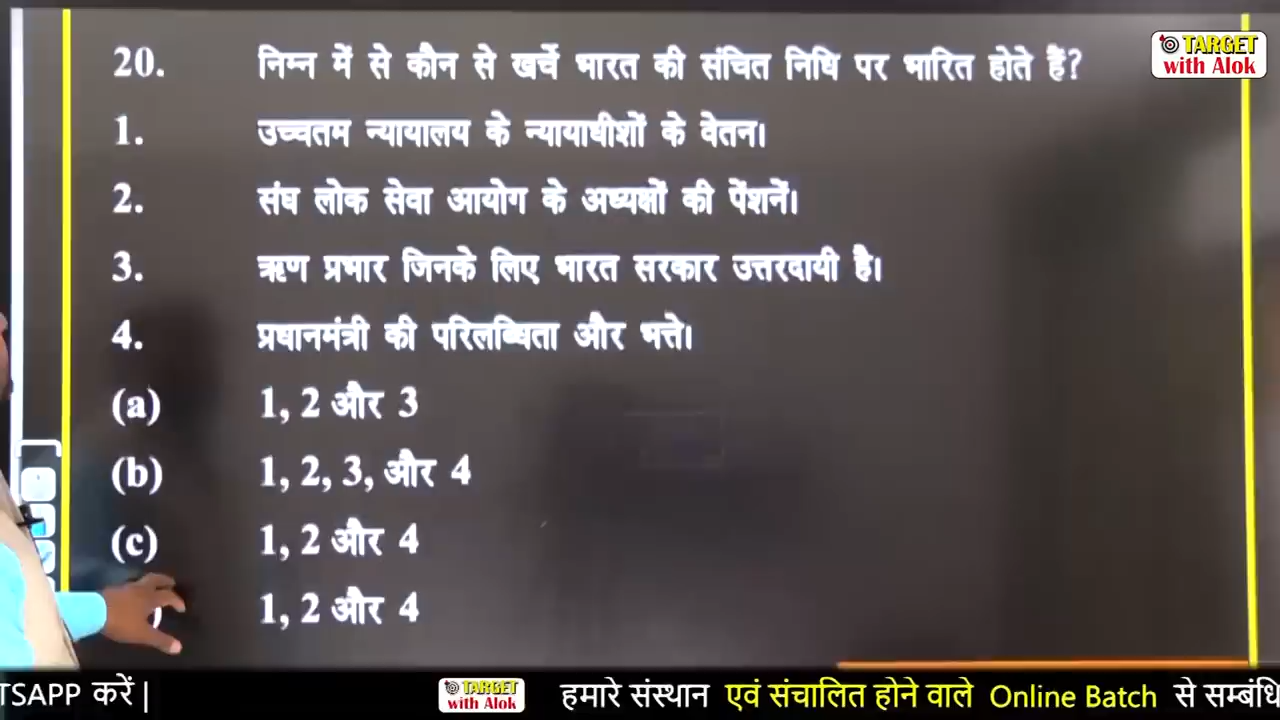 20. निम्न में से कौन से खर्चे भारत की संचित निधि पर भारित होते हैं?
TARGET
with Alok
1. उच्चतम न्यायालय के न्यायाधीशों के वेतन।
2. संघ लोक सेवा आयोग के अध्यक्षों की पेंशनें।
3. ऋण प्रभार जिनके लिए भारत सरकार उत्तरदायी है।
4. प्रधानमंत्री की परिलब्धिता और भत्ते।
(a) 1, 2 और 3
(b) 1, 2, 3, और 4
(c) 1, 2 और 4
) 1, 2 और 4
TSAPP करें | TARGET with Alok हमारे संस्थान एवं संचालित होने वाले Online Batch से सम्बंधि